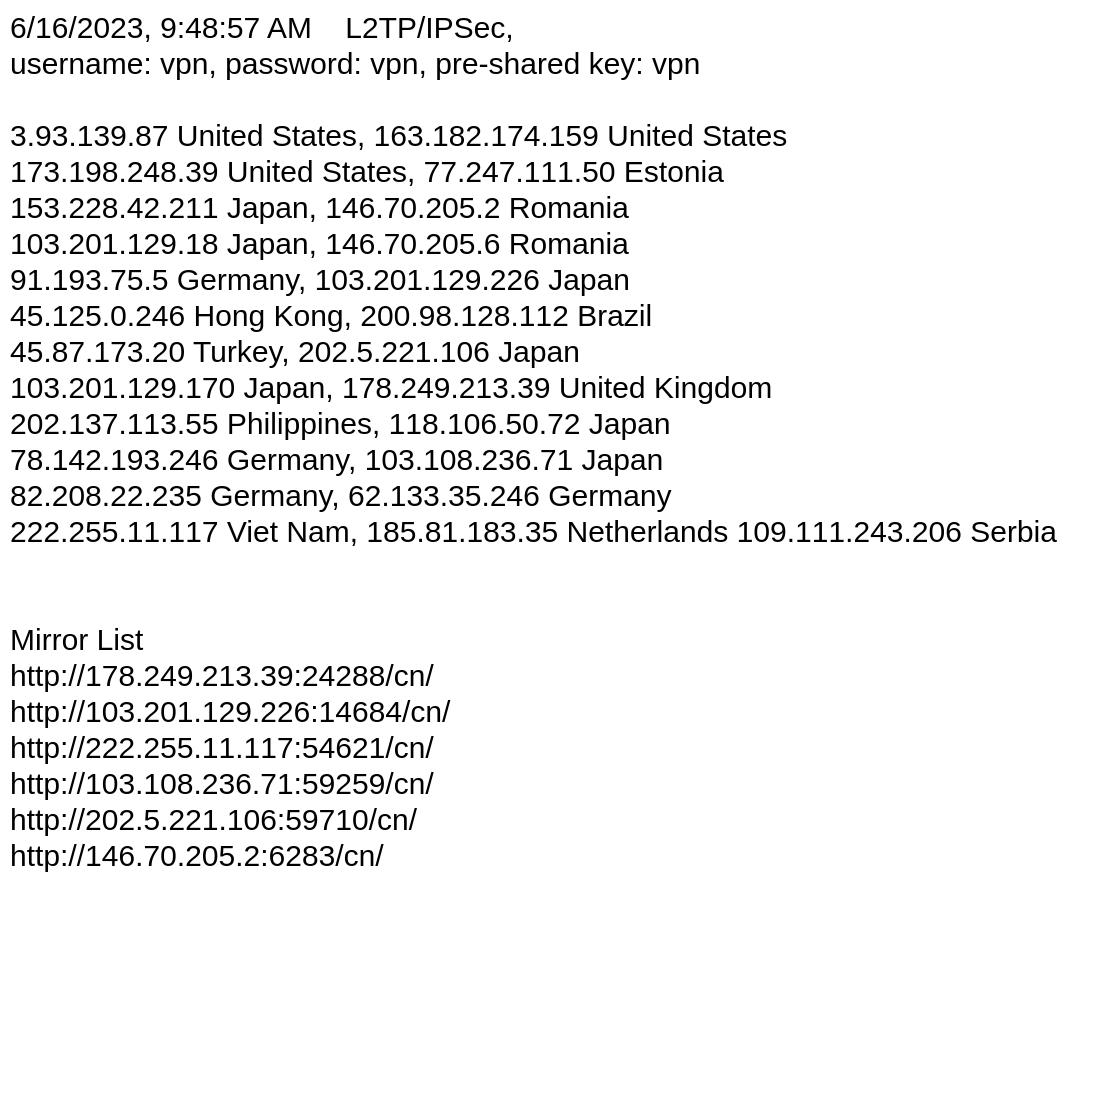 6/16/2023, 9:48:57 AM    L2TP/IPSec,
username: vpn, password: vpn, pre-shared key: vpn
3.93.139.87 United States, 163.182.174.159 United States
173.198.248.39 United States, 77.247.111.50 Estonia
153.228.42.211 Japan, 146.70.205.2 Romania
103.201.129.18 Japan, 146.70.205.6 Romania
91.193.75.5 Germany, 103.201.129.226 Japan
45.125.0.246 Hong Kong, 200.98.128.112 Brazil
45.87.173.20 Turkey, 202.5.221.106 Japan
103.201.129.170 Japan, 178.249.213.39 United Kingdom
202.137.113.55 Philippines, 118.106.50.72 Japan
78.142.193.246 Germany, 103.108.236.71 Japan
82.208.22.235 Germany, 62.133.35.246 Germany
222.255.11.117 Viet Nam, 185.81.183.35 Netherlands 109.111.243.206 Serbia
Mirror List
http://178.249.213.39:24288/cn/
http://103.201.129.226:14684/cn/
http://222.255.11.117:54621/cn/
http://103.108.236.71:59259/cn/
http://202.5.221.106:59710/cn/
http://146.70.205.2:6283/cn/